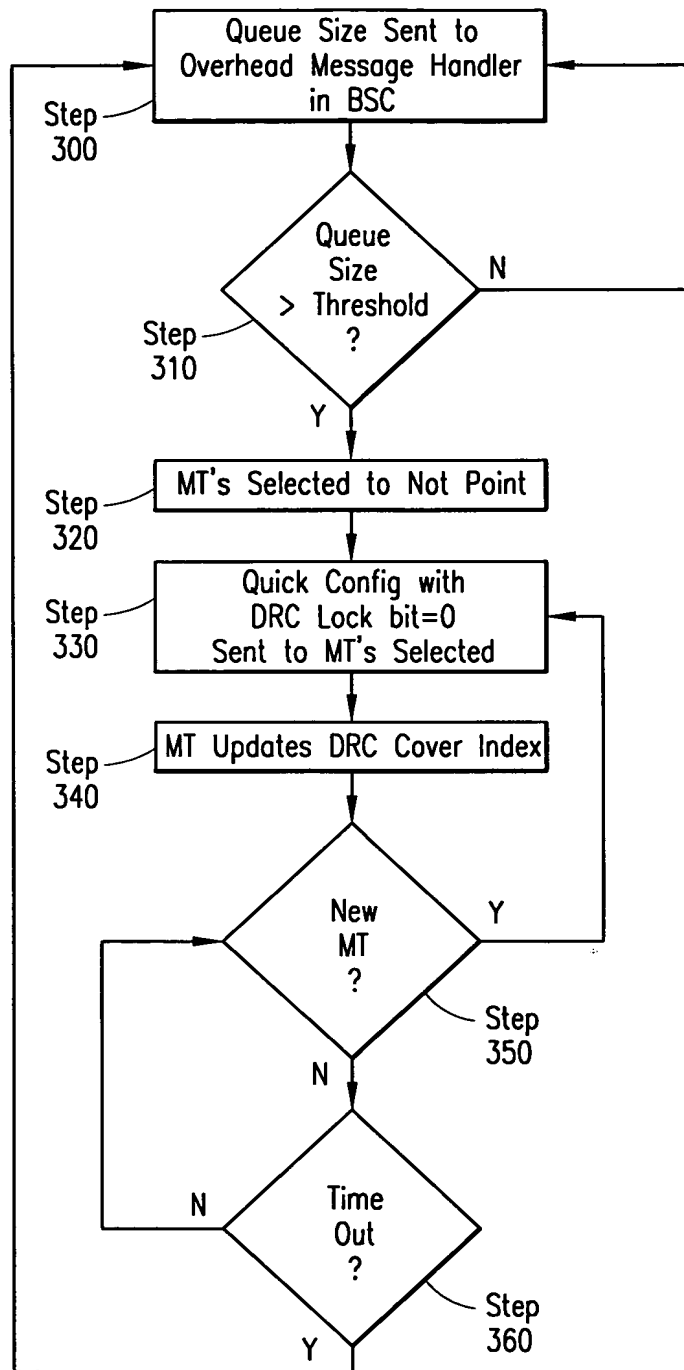 Queue Size Sent to
Overhead Message Handler
in BSC
Step
300
Queue
Size
> Threshold
?
N
Step
310
Y
MT's Selected to Not Point
Step
320
Quick Config with
DRC Lock bit=0
Sent to MT's Selected
Step
330
MT Updates DRC Cover Index
Step
340
New
MT
?
Y
Step
350
N
Time
Out
?
N
Step
360
Y